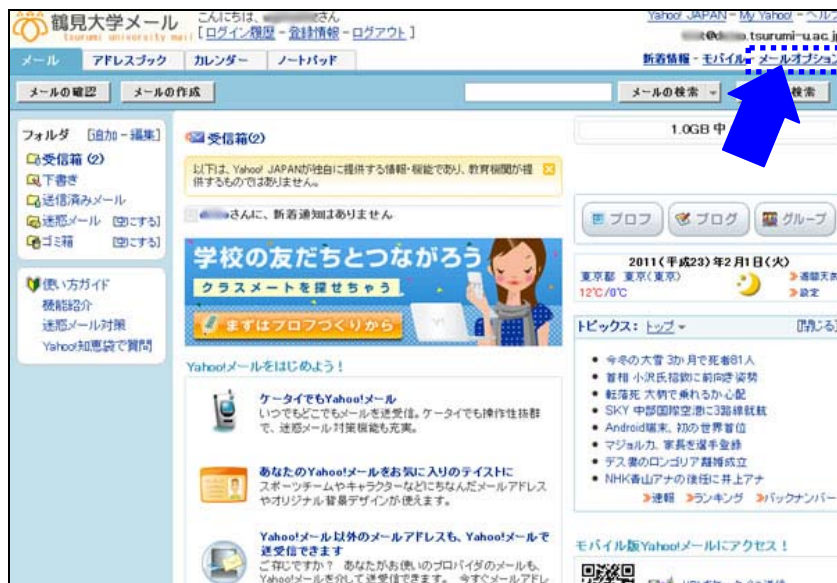 鶴見大学メール
tsurumi university mail
こんにちは、さん
[ログイン履歴 - 登録情報 - ログアウト]
Yahoo! JAPAN - My Yahoo! - ヘルプ
tsurumi-u.ac.jp
メール アドレスブック カレンダー ノートパッド
新着情報 - モバイル - メールオプション
メールの確認 メールの作成
メールの検索 検索
フォルダ [追加 - 編集]
受信箱 (2)
下書き
送信済みメール
迷惑メール [空にする]
ゴミ箱 [空にする]
使い方ガイド
機能紹介
迷惑メール対策
Yahoo!知恵袋で質問
受信箱(2)
以下は、Yahoo! JAPANが独自に提供する情報・機能であり、教育機関が提
供するものではありません。
さんに、新着通知はありません
学校の友だちとつながろう
クラスメートを探せちゃう
まずはプロフづくりから
Yahoo!メールをはじめよう!
ケータイでもYahoo!メール
いつでもどこでもメールを送受信。ケータイでも操作性抜群
で、迷惑メール対策機能も充実。
あなたのYahoo!メールをお気に入りのテイストに
スポーツチームやキャラクターなどにちなんだメールアドレス
やオリジナル背景デザインが使えます。
Yahoo!メール以外のメールアドレスも、Yahoo!メールで
送受信できます
ご存じですか? あなたがお使いのプロバイダのメールも、
Yahoo!メールを介して送受信できます。 今すぐメールアドレ
1.0GB 中
プロフ ブログ グループ
2011(平成23)年2月1日(火)
東京都 東京(東京)
12℃/0℃
週間天気
設定
トピックス: トップ [閉じる]
今冬の大雪 3か月で死者81人
首相 小沢氏招致に前向き姿勢
転落死 大柄で乗れるか心配
SKY 中部国際空港に3路線就航
Android端末、初の世界首位
マジョルカ、家長を選手登録
デス妻のロンゴリア離婚成立
NHK青山アナの後任に井上アナ
速報 ランキング バックナンバー
モバイル版Yahoo!メールにアクセス!